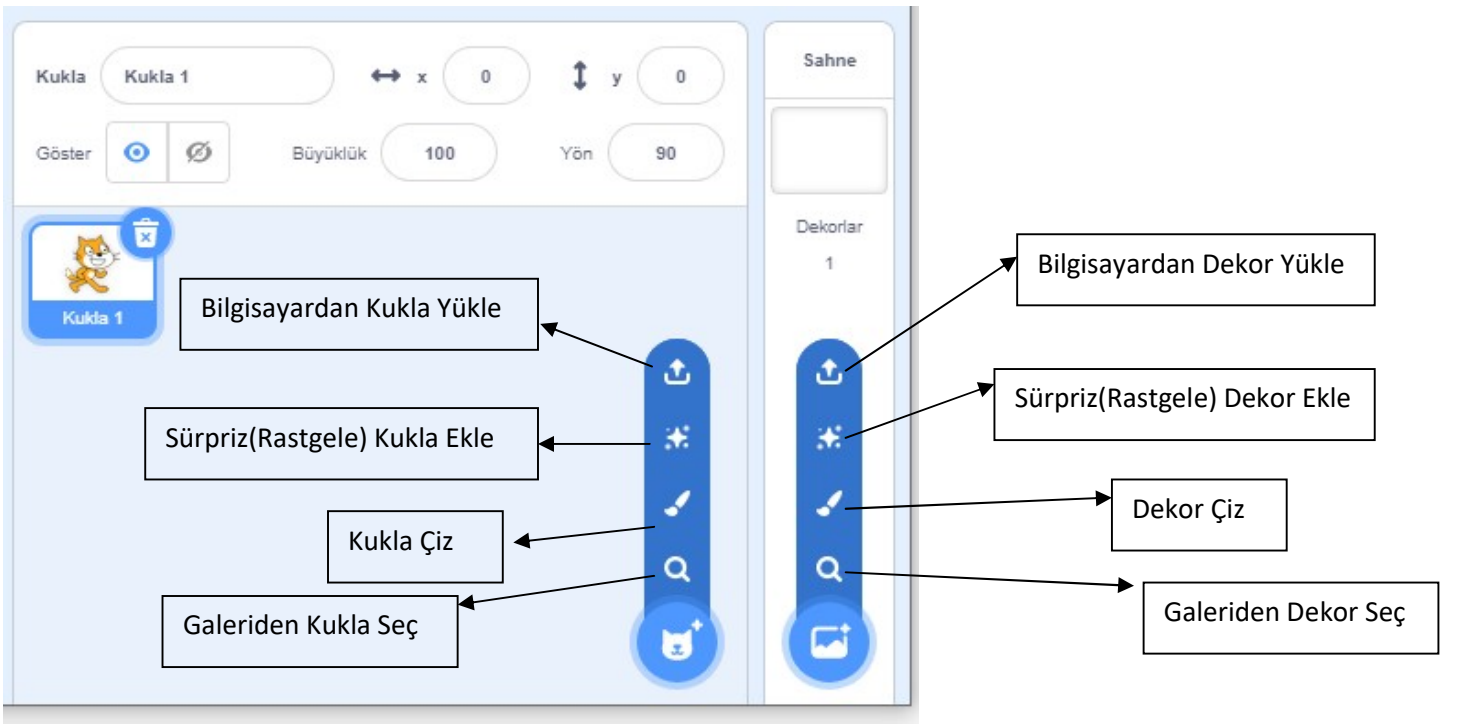 Kukla Kukla 1 x 0 y 0
Göster Büyüklük 100 Yön 90
Kukla 1
Sahne
Dekorlar
1
Bilgisayardan Kukla Yükle
Sürpriz(Rastgele) Kukla Ekle
Kukla Çiz
Galeriden Kukla Seç
Bilgisayardan Dekor Yükle
Sürpriz(Rastgele) Dekor Ekle
Dekor Çiz
Galeriden Dekor Seç